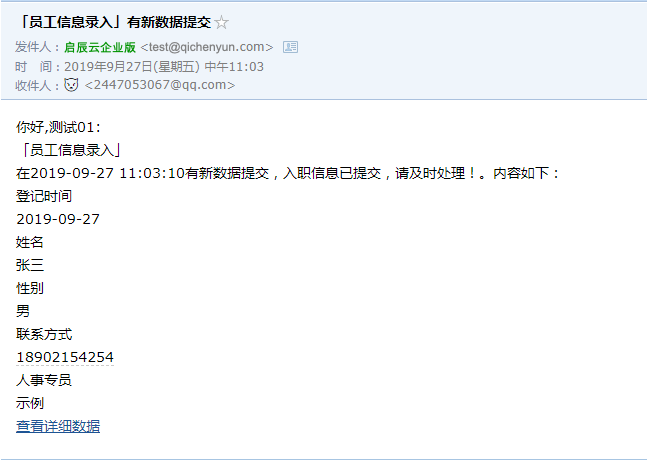 「员工信息录入」有新数据提交
发件人：启辰云企业版 <test@qichenyun.com>
时　间：2019年9月27日(星期五) 中午11:03
收件人： <2447053067@qq.com>
你好,测试01：
「员工信息录入」
在2019-09-27 11:03:10有新数据提交，入职信息已提交，请及时处理！。内容如下：
登记时间
2019-09-27
姓名
张三
性别
男
联系方式
18902154254
人事专员
示例
查看详细数据